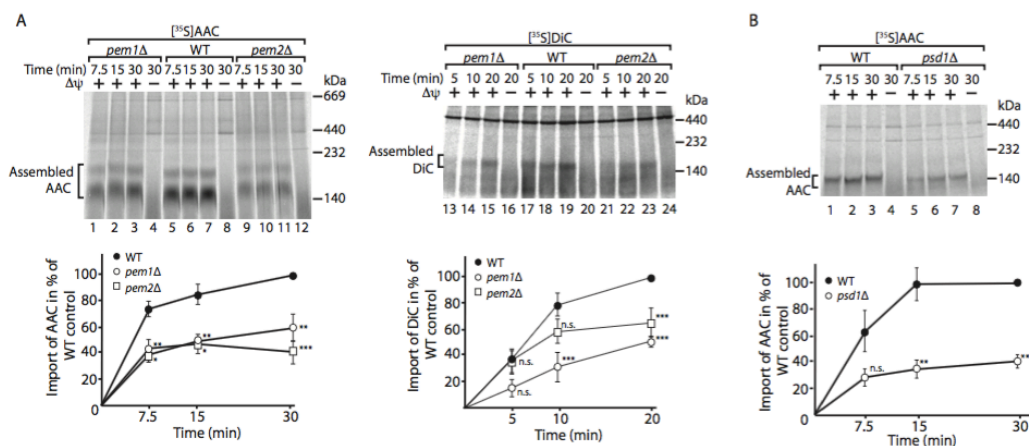 A
[35S]AAC
pem1Δ WT pem2Δ
Time (min) 7.5 15 30 30 7.5 15 30 30 7.5 15 30 30
Δψ + + + − + + + − + + + −
kDa
669
440
232
140
Assembled
AAC
1 2 3 4 5 6 7 8 9 10 11 12
[35S]DiC
pem1Δ WT pem2Δ
Time (min) 5 10 20 20 5 10 20 20 5 10 20 20
Δψ + + + − + + + − + + + −
kDa
440
232
140
Assembled
DiC
13 14 15 16 17 18 19 20 21 22 23 24
B
[35S]AAC
WT psd1Δ
Time (min) 7.5 15 30 30 7.5 15 30 30
Δψ + + + − + + + −
kDa
440
232
140
Assembled
AAC
1 2 3 4 5 6 7 8
WT
pem1Δ
pem2Δ
Import of AAC in % of
WT control
100
80
60
40
20
0
** ** **
* * ***
7.5 15 30
Time (min)
WT
pem1Δ
pem2Δ
Import of DiC in % of
WT control
100
80
60
40
20
n.s. n.s. ***
n.s. *** ***
5 10 20
Time (min)
WT
psd1Δ
Import of AAC in % of
WT control
100
80
60
40
20
0
n.s. ** **
7.5 15 30
Time (min)